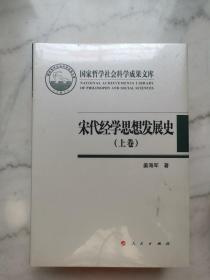 国家哲学社会科学成果文库
NATIONAL ACHIEVEMENTS LIBRARY
OF PHILOSOPHY AND SOCIAL SCIENCES
宋代经学思想发展史
(上卷)
姜海军 著
人民出版社